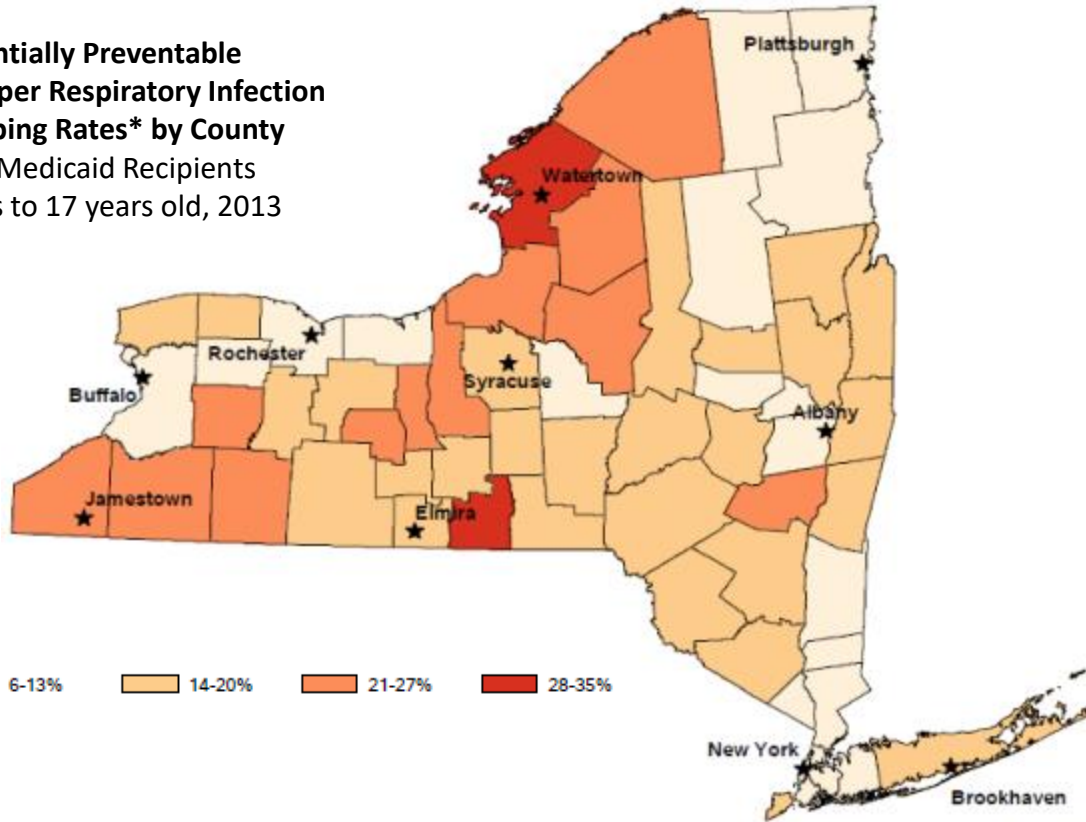 ntially Preventable
per Respiratory Infection
bing Rates* by County
Medicaid Recipients
s to 17 years old, 2013
Plattsburgh
Watertown
Rochester
Syracuse
Buffalo
Albany
Jamestown
Elmira
6-13% 14-20% 21-27% 28-35%
New York
Brookhaven